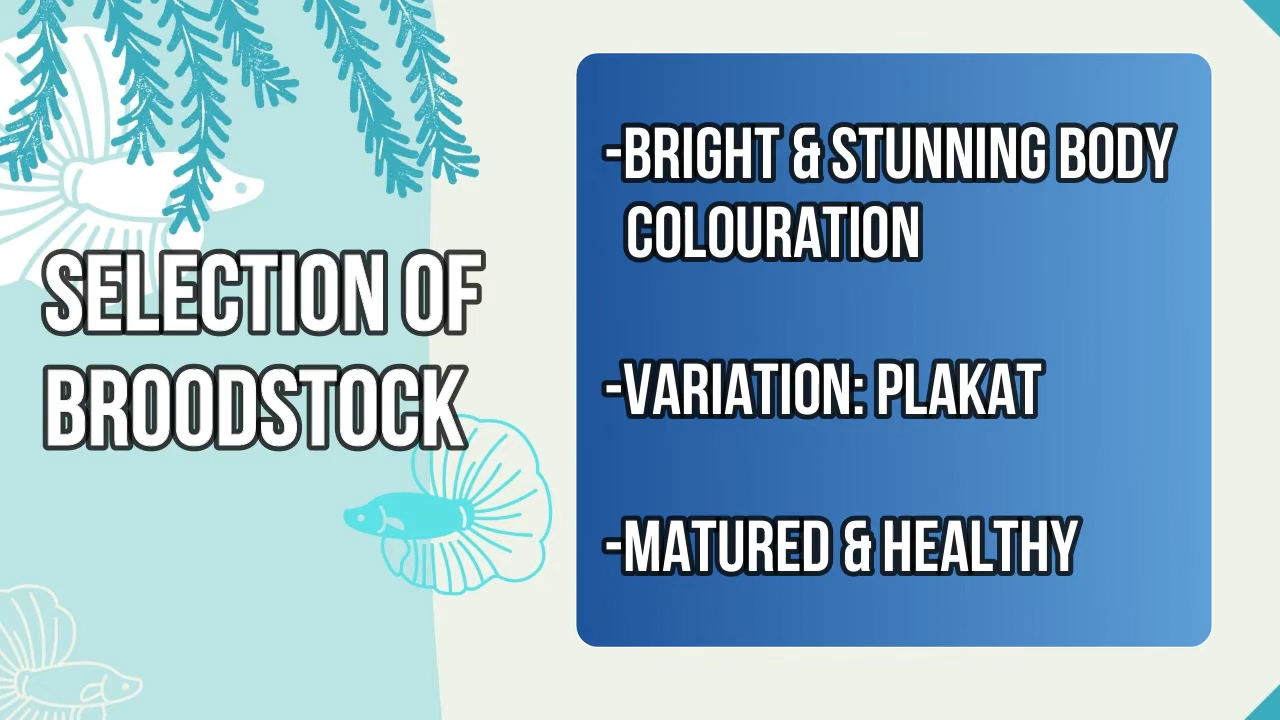 SELECTION OF
BROODSTOCK
-BRIGHT & STUNNING BODY
COLOURATION
-VARIATION: PLAKAT
-MATURED & HEALTHY